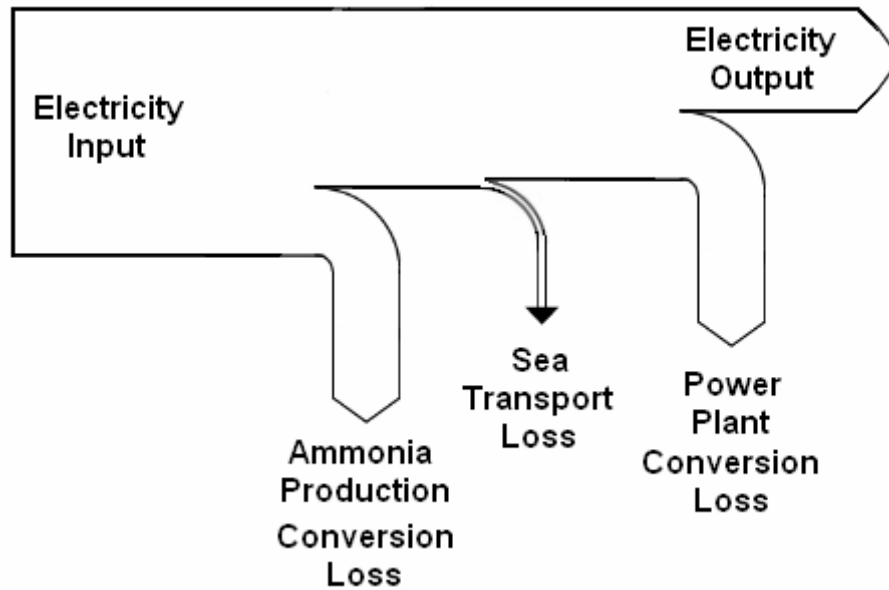 Electricity
Input
Electricity
Output
Ammonia
Production
Conversion
Loss
Sea
Transport
Loss
Power
Plant
Conversion
Loss